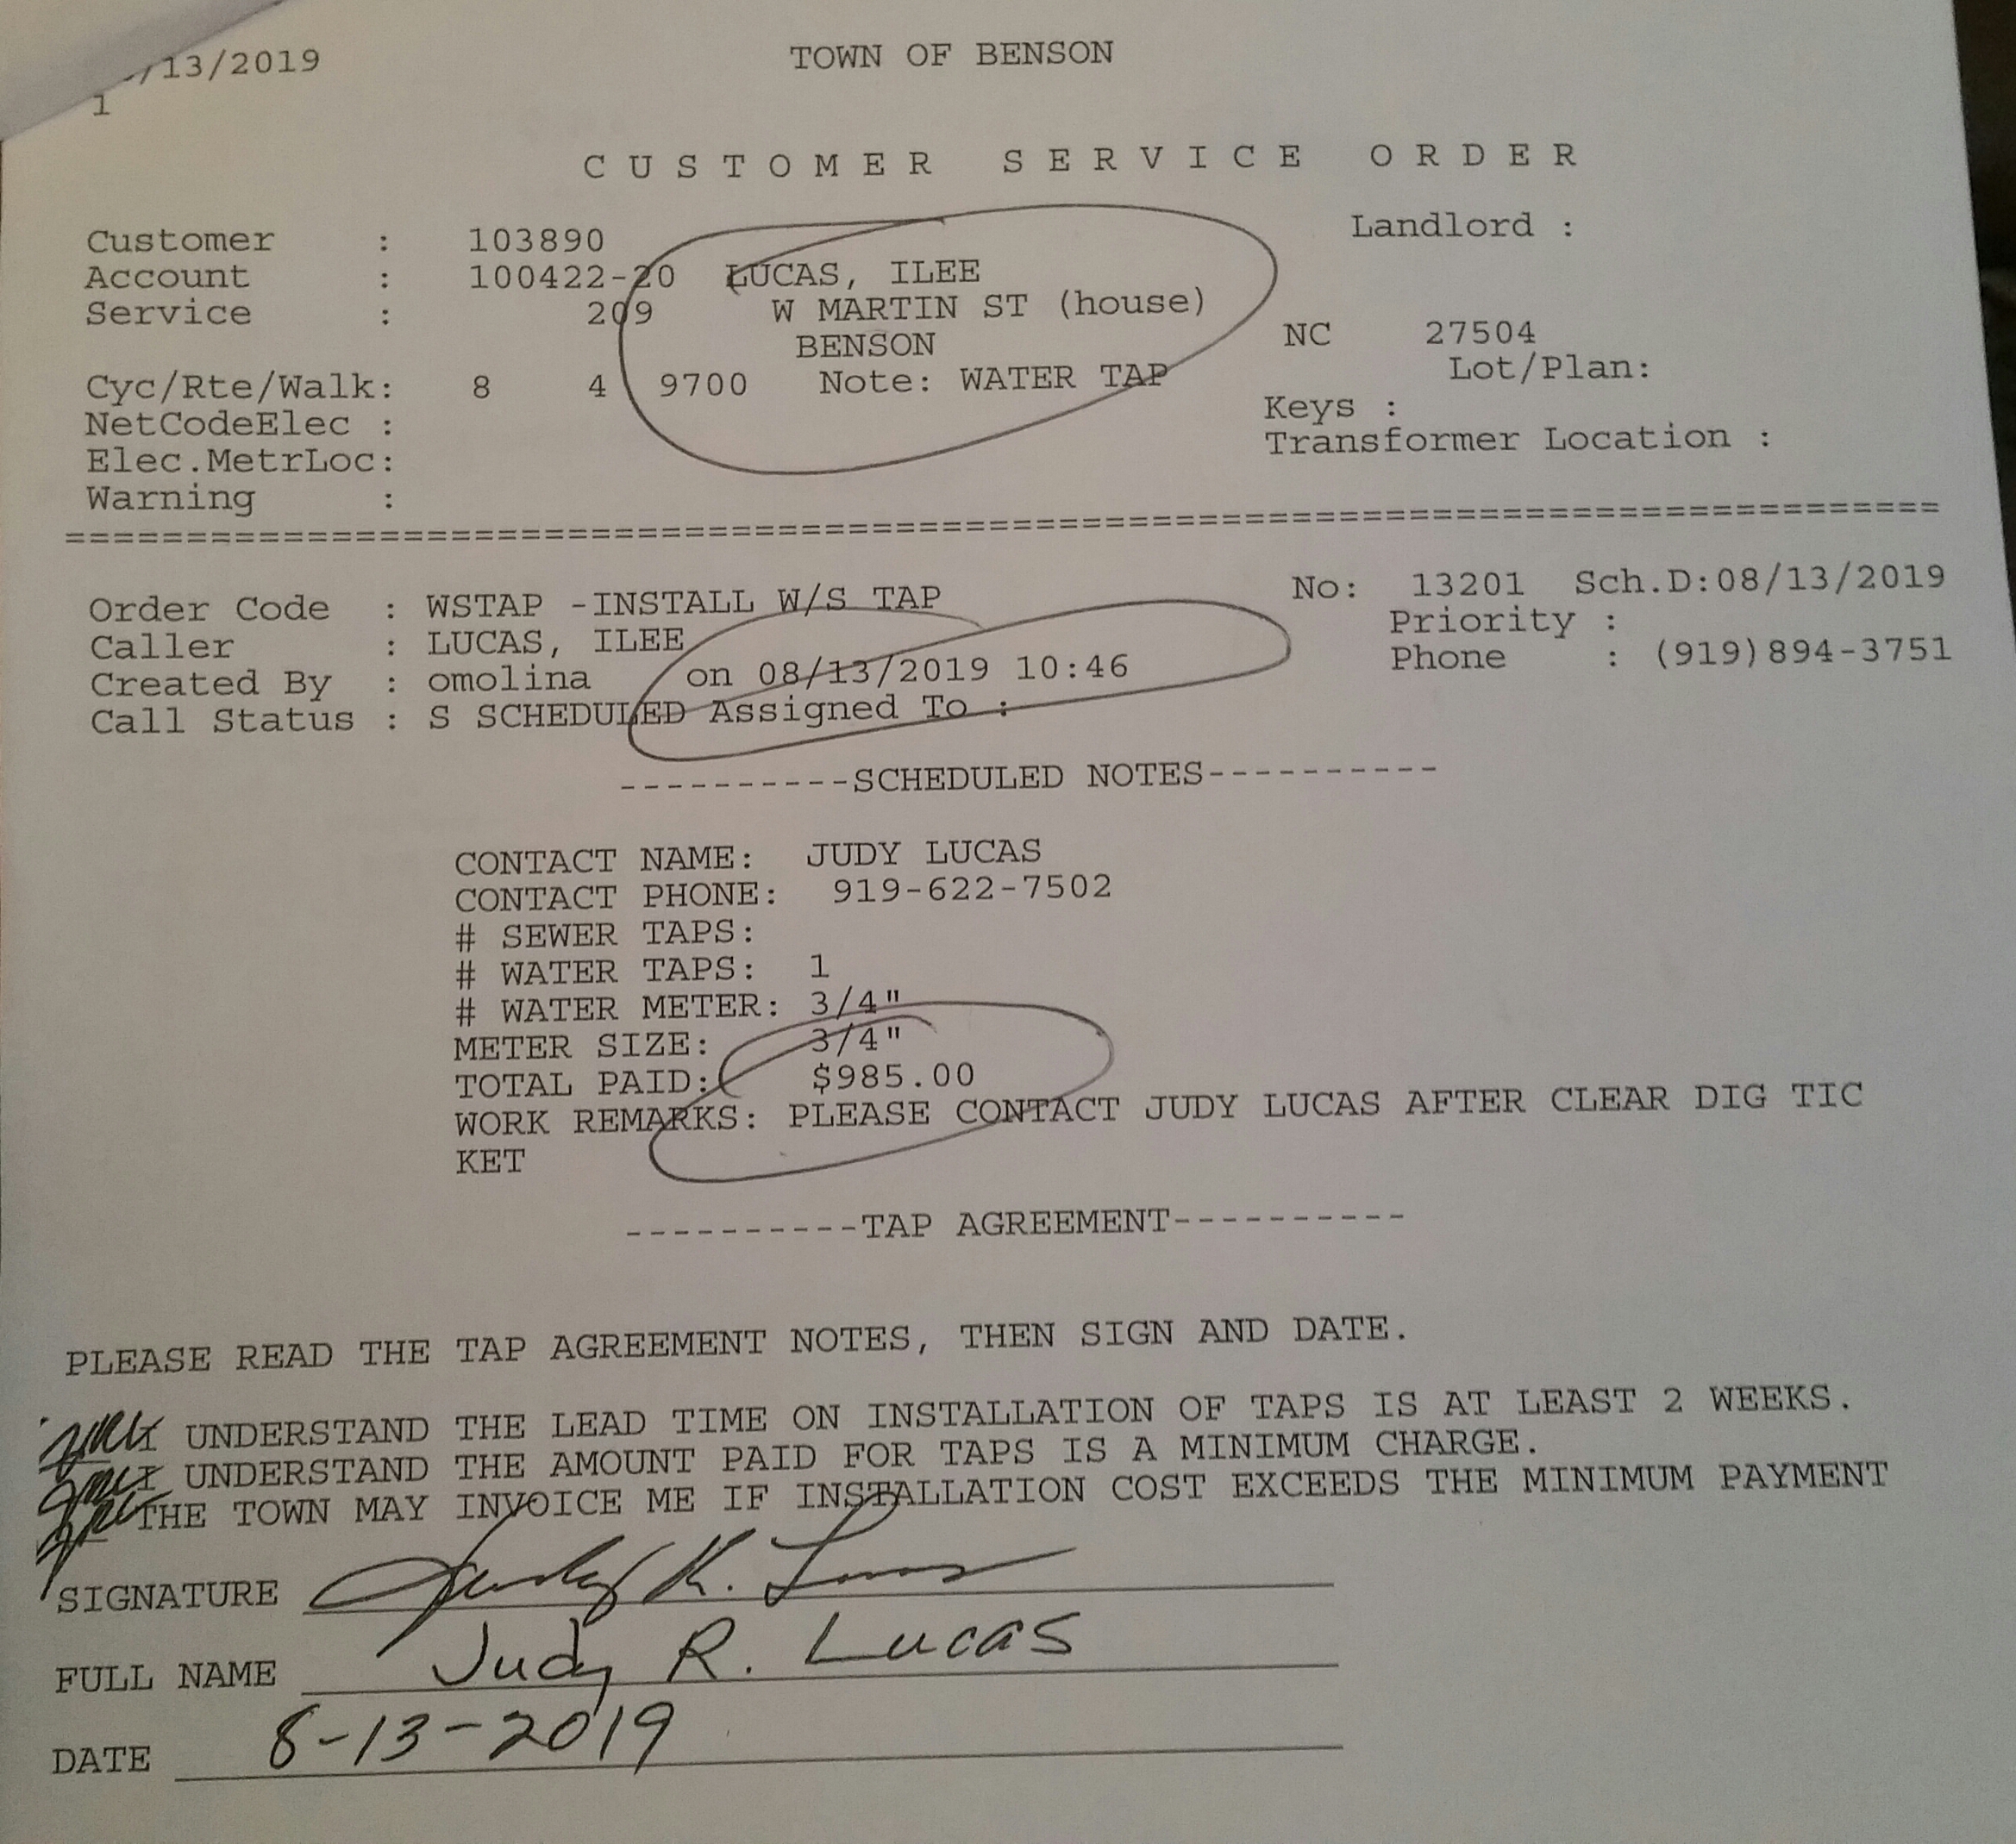 /13/2019 TOWN OF BENSON
1
CUSTOMER SERVICE ORDER
Customer : 103890 Landlord :
Account : 100422-20 LUCAS, ILEE
Service : 209 W MARTIN ST (house)
BENSON NC 27504
Cyc/Rte/Walk: 8 4 9700 Note: WATER TAP Lot/Plan:
NetCodeElec : Keys :
Elec.MetrLoc: Transformer Location :
Warning :
================================================================================
Order Code : WSTAP -INSTALL W/S TAP No: 13201 Sch.D:08/13/2019
Caller : LUCAS, ILEE Priority :
Created By : omolina on 08/13/2019 10:46 Phone : (919)894-3751
Call Status : S SCHEDULED Assigned To :
----------SCHEDULED NOTES----------
CONTACT NAME: JUDY LUCAS
CONTACT PHONE: 919-622-7502
# SEWER TAPS:
# WATER TAPS: 1
# WATER METER: 3/4"
METER SIZE: 3/4"
TOTAL PAID: $985.00
WORK REMARKS: PLEASE CONTACT JUDY LUCAS AFTER CLEAR DIG TIC
KET
----------TAP AGREEMENT----------
PLEASE READ THE TAP AGREEMENT NOTES, THEN SIGN AND DATE.
I UNDERSTAND THE LEAD TIME ON INSTALLATION OF TAPS IS AT LEAST 2 WEEKS.
I UNDERSTAND THE AMOUNT PAID FOR TAPS IS A MINIMUM CHARGE.
THE TOWN MAY INVOICE ME IF INSTALLATION COST EXCEEDS THE MINIMUM PAYMENT
SIGNATURE Judy R. Lucas
FULL NAME Judy R. Lucas
DATE 8-13-2019